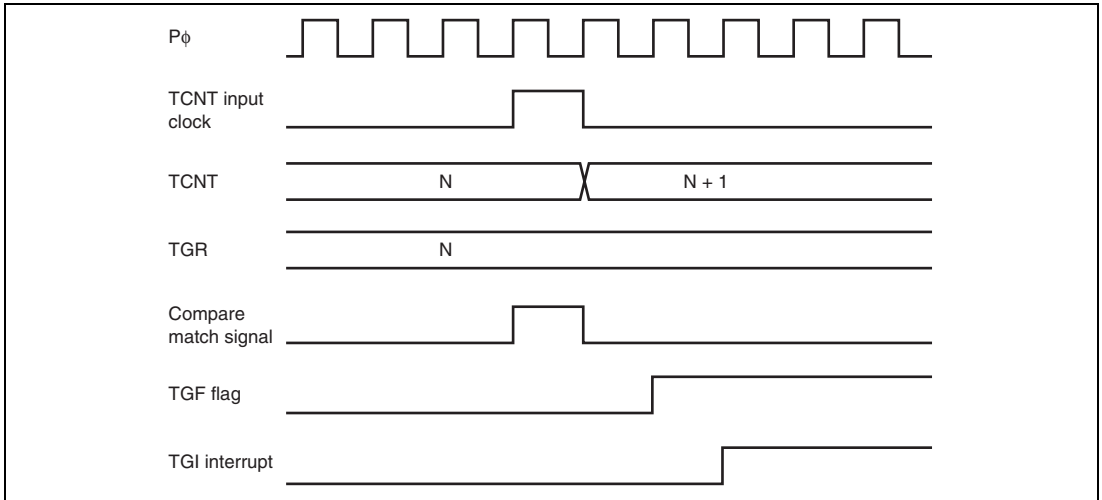 Pϕ
TCNT input
clock
TCNT
N
N + 1
TGR
N
Compare
match signal
TGF flag
TGI interrupt